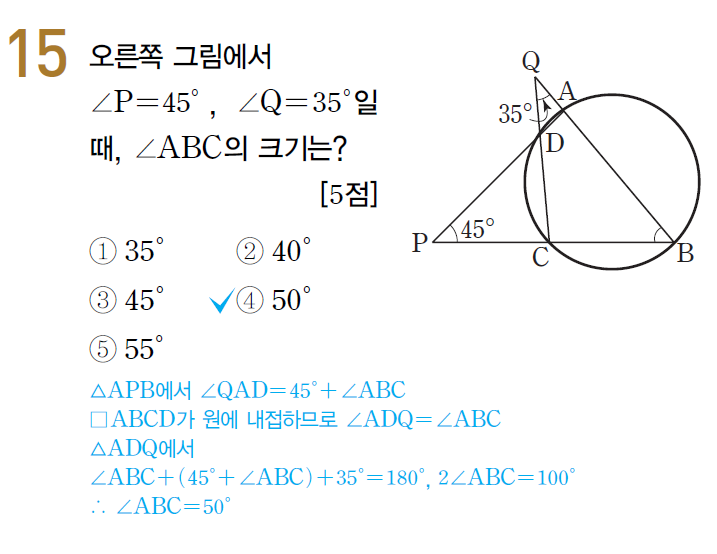 15 오른쪽 그림에서
∠P=45°, ∠Q=35°일
때, ∠ABC의 크기는?
[5점]
① 35° ② 40°
③ 45° ④ 50°
⑤ 55°
Q
A
35°
D
P
45°
C
B
△APB에서 ∠QAD=45°+∠ABC
□ABCD가 원에 내접하므로 ∠ADQ=∠ABC
△ADQ에서
∠ABC+(45°+∠ABC)+35°=180°, 2∠ABC=100°
∴ ∠ABC=50°